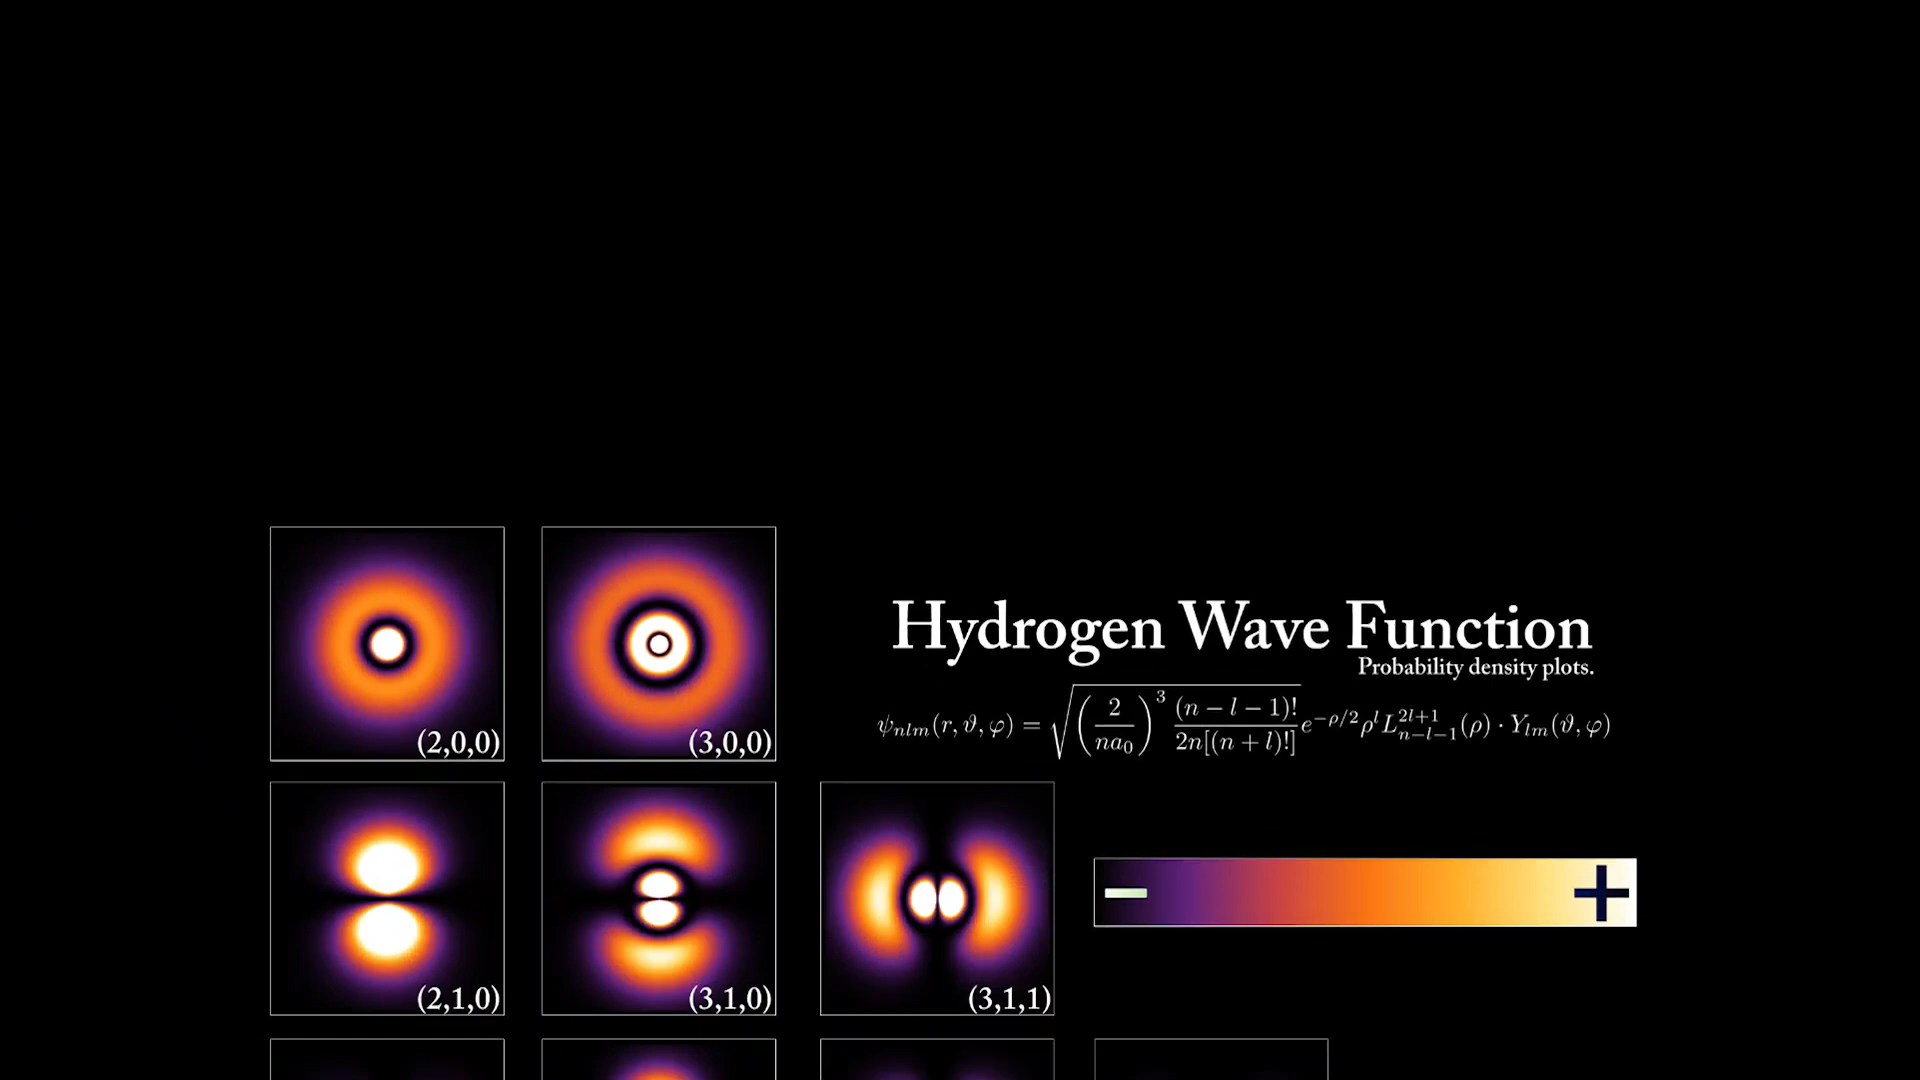 Hydrogen Wave Function
Probability density plots.
(2,0,0) (3,0,0)
ψnlm(r, ϑ, φ) = √((2/na₀)³ (n − l − 1)!/2n[(n + l)!]) e^{−ρ/2} ρ^l L_{n−l−1}^{2l+1}(ρ) · Ylm(ϑ, φ)
− +
(2,1,0) (3,1,0) (3,1,1)